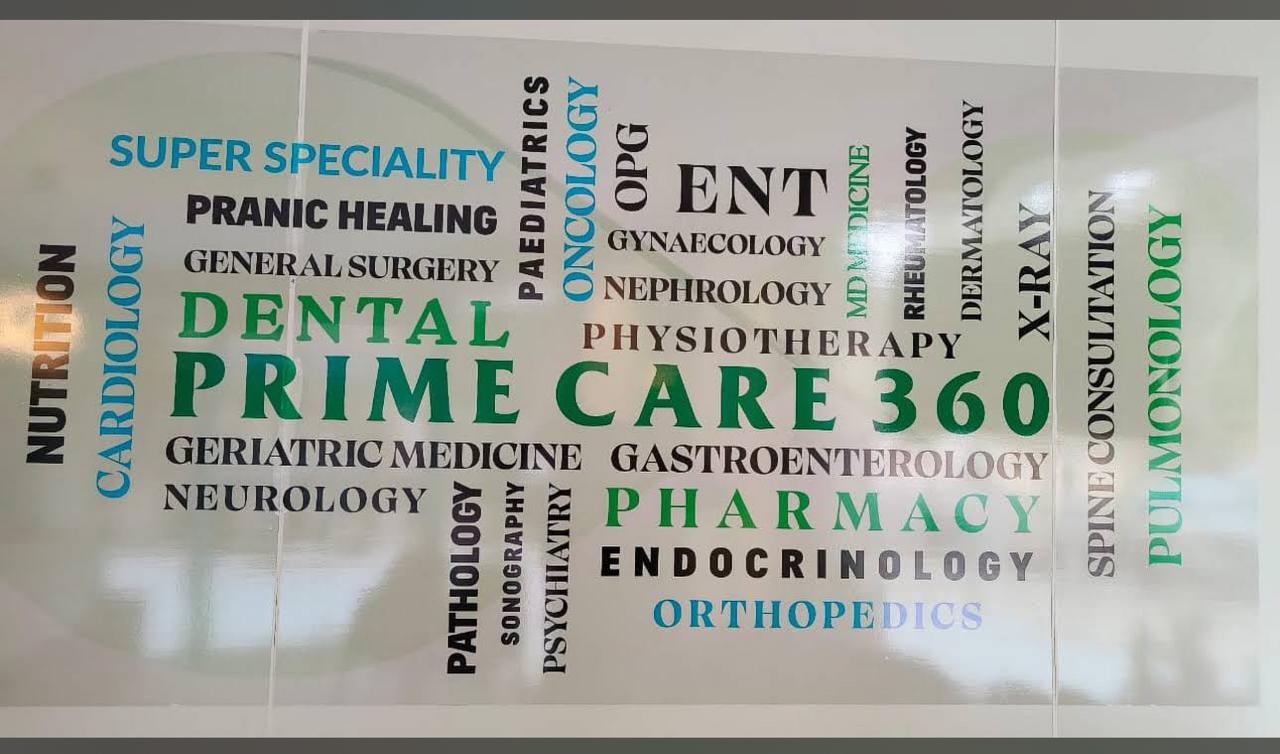 NUTRITION
CARDIOLOGY
SUPER SPECIALITY
PRANIC HEALING
GENERAL SURGERY
DENTAL
PAEDIATRICS
ONCOLOGY
OPG
ENT
GYNAECOLOGY
NEPHROLOGY
MD MEDICINE
RHEUMATOLOGY
DERMATOLOGY
X-RAY
PHYSIOTHERAPY
PRIME CARE 360
SPINE CONSULTATION
PULMONOLOGY
GERIATRIC MEDICINE
NEUROLOGY
PATHOLOGY
SONOGRAPHY
PSYCHIATRY
GASTROENTEROLOGY
PHARMACY
ENDOCRINOLOGY
ORTHOPEDICS